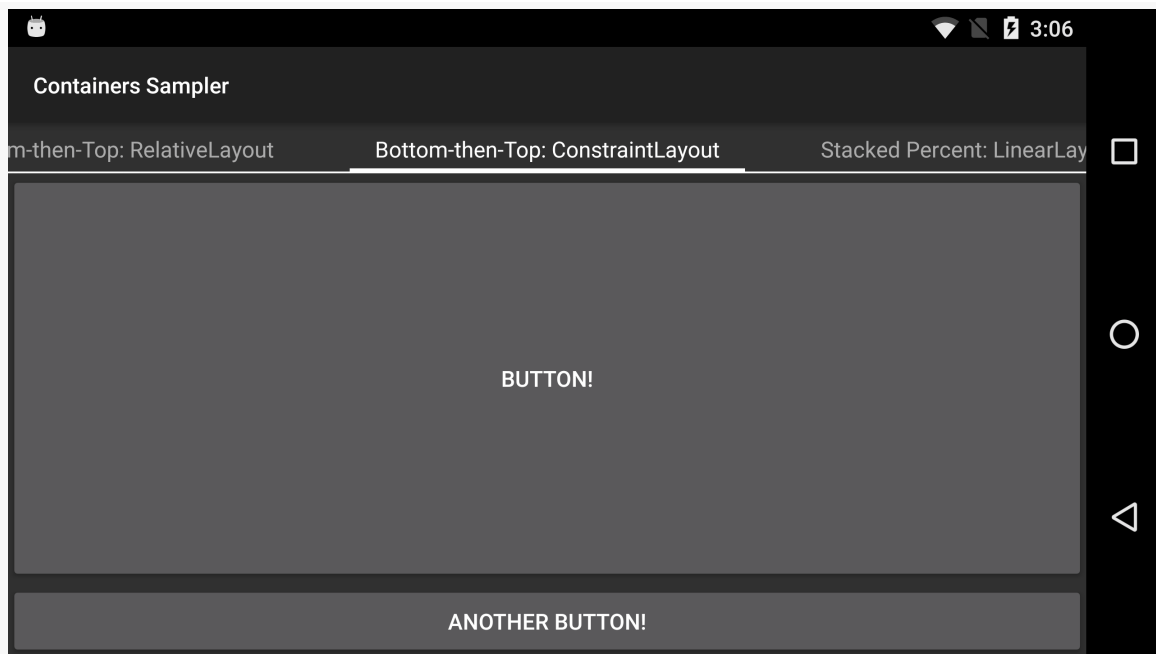 3:06
Containers Sampler
m-then-Top: RelativeLayout Bottom-then-Top: ConstraintLayout Stacked Percent: LinearLay
BUTTON!
ANOTHER BUTTON!